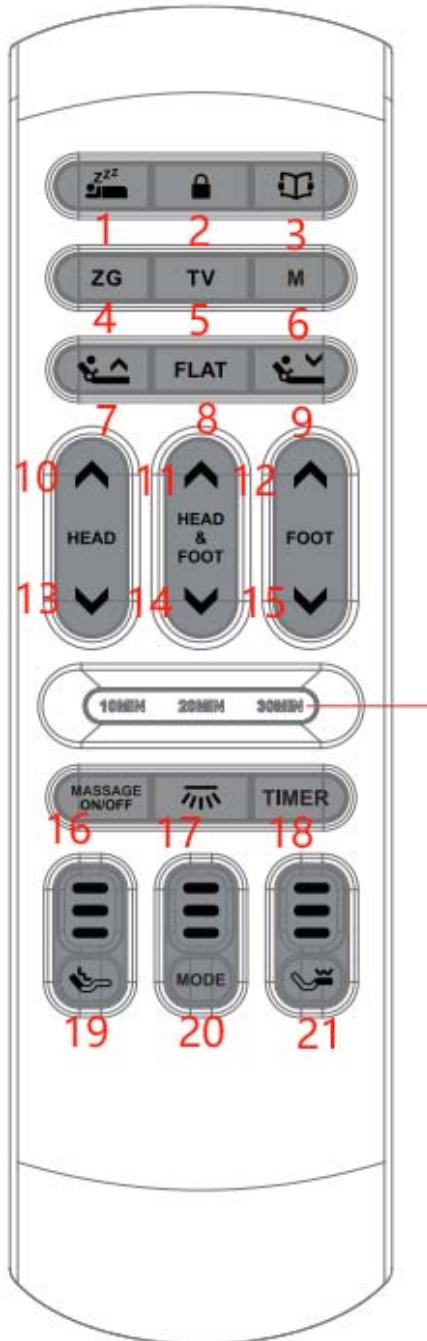 zzz
1 2 3
ZG TV M
4 5 6
FLAT
7 8 9
10 11 12
HEAD
HEAD
&
FOOT
FOOT
13 14 15
10MIN 20MIN 30MIN
MASSAGE
ON/OFF
TIMER
16 17 18
MODE
19 20 21